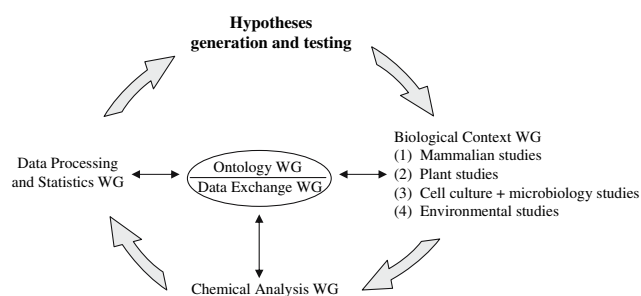 Hypotheses
generation and testing
Biological Context WG
(1) Mammalian studies
(2) Plant studies
(3) Cell culture + microbiology studies
(4) Environmental studies
Data Processing
and Statistics WG
Ontology WG
Data Exchange WG
Chemical Analysis WG